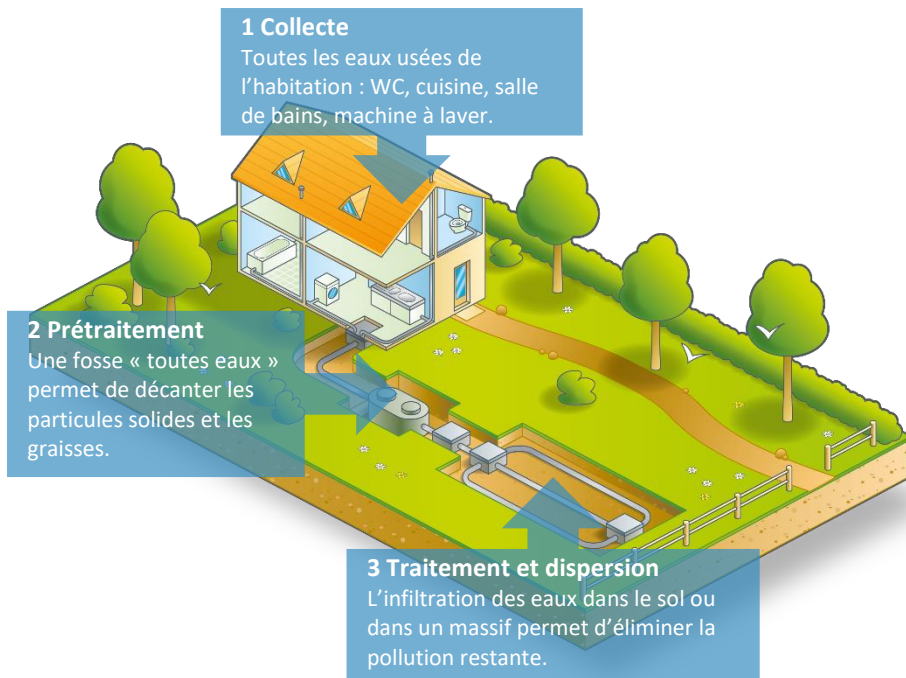 1 Collecte
Toutes les eaux usées de
l’habitation : WC, cuisine, salle
de bains, machine à laver.
2 Prétraitement
Une fosse « toutes eaux »
permet de décanter les
particules solides et les
graisses.
3 Traitement et dispersion
L’infiltration des eaux dans le sol ou
dans un massif permet d’éliminer la
pollution restante.